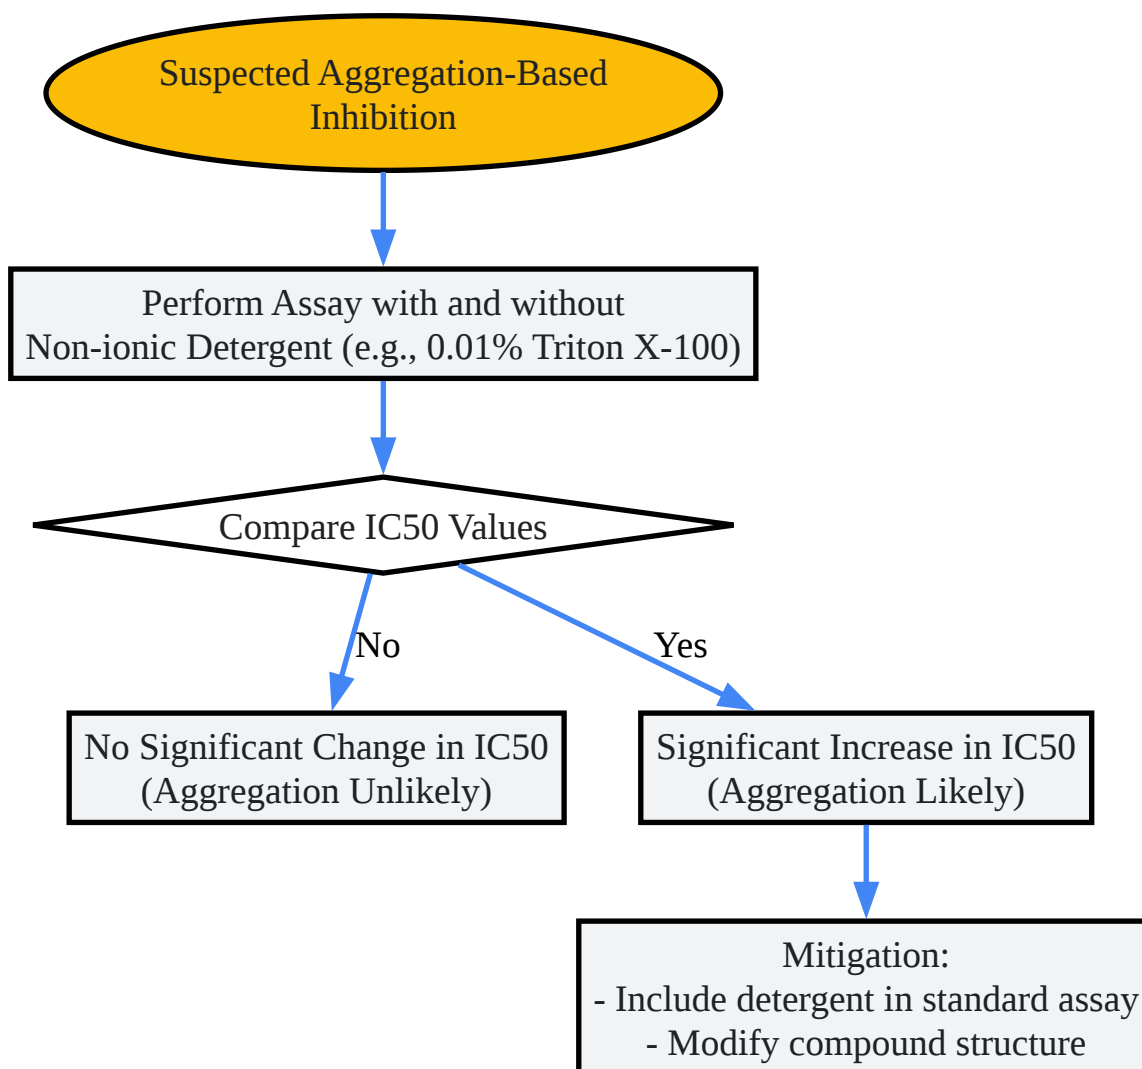 Suspected Aggregation-Based
Inhibition
Perform Assay with and without
Non-ionic Detergent (e.g., 0.01% Triton X-100)
Compare IC50 Values
No
Yes
No Significant Change in IC50
(Aggregation Unlikely)
Significant Increase in IC50
(Aggregation Likely)
Mitigation:
- Include detergent in standard assay
- Modify compound structure